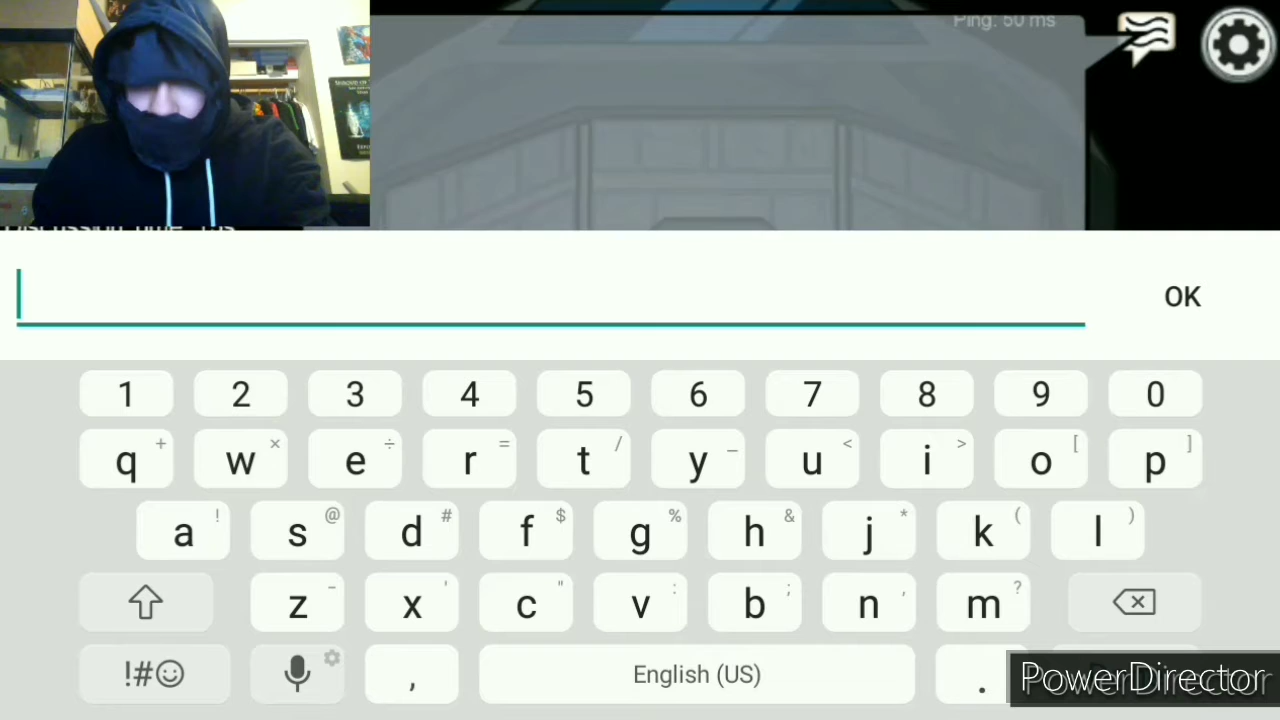 Ping: 50 ms
OK
1 2 3 4 5 6 7 8 9 0
q + w × e ÷ r = t / y _ u < i > o [ p ]
a ! s @ d # f $ g % h & j * k ( l )
z - x ' c " v : b ; n , m ?
!#☺ , English (US) .
PowerDirector